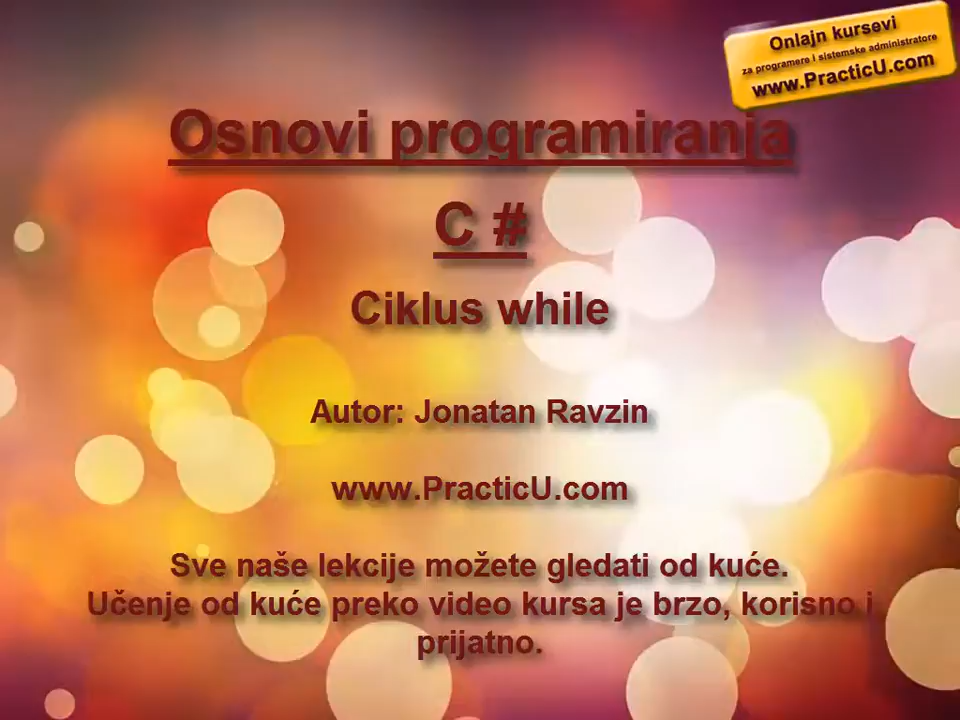 Onlajn kursevi
za programere i sistemske administratore
www.PracticU.com
Osnovi programiranja
C #
Ciklus while
Autor: Jonatan Ravzin
www.PracticU.com
Sve naše lekcije možete gledati od kuće.
Učenje od kuće preko video kursa je brzo, korisno i
prijatno.